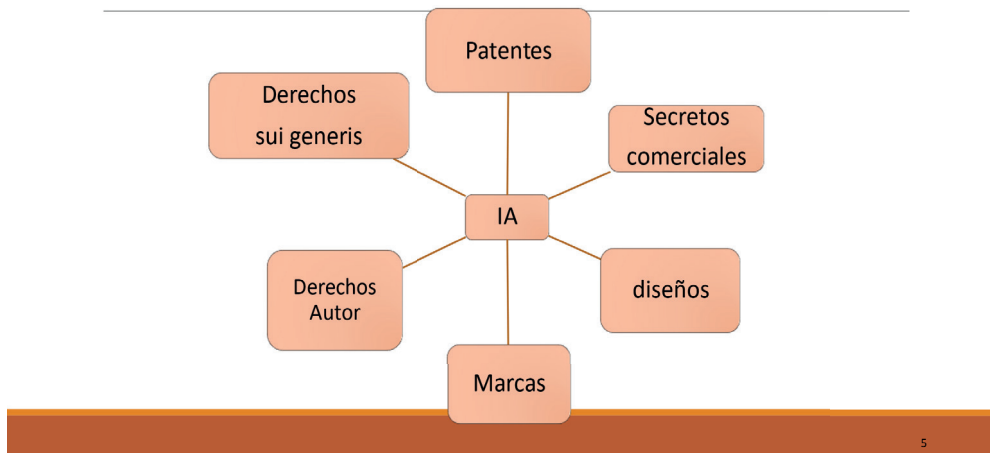 Patentes
Derechos
sui generis
Secretos
comerciales
IA
Derechos
Autor
diseños
Marcas
5